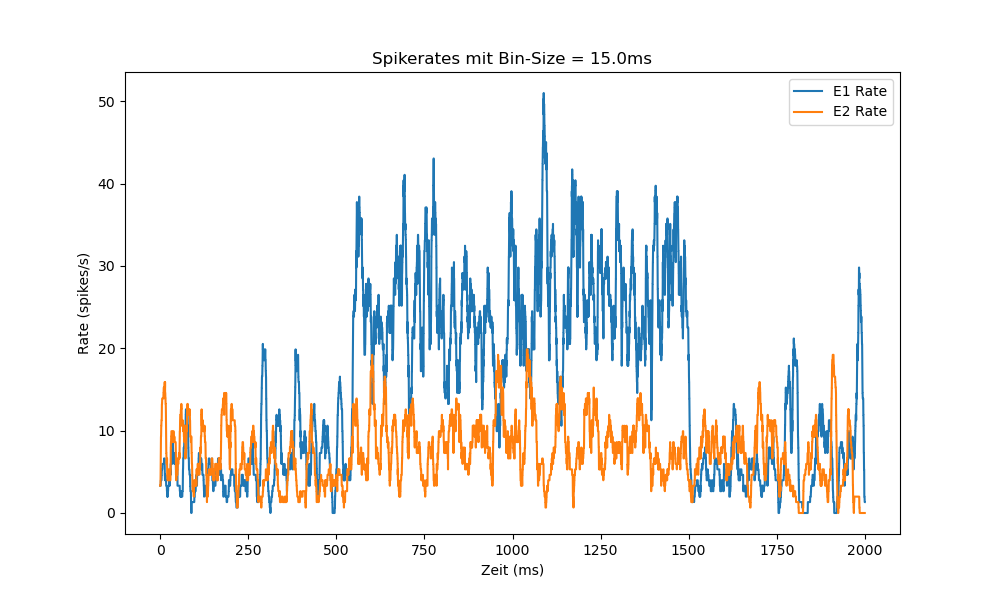 Spikerates mit Bin-Size = 15.0ms
E1 Rate
E2 Rate
50
40
30
20
10
0
Rate (spikes/s)
0 250 500 750 1000 1250 1500 1750 2000
Zeit (ms)